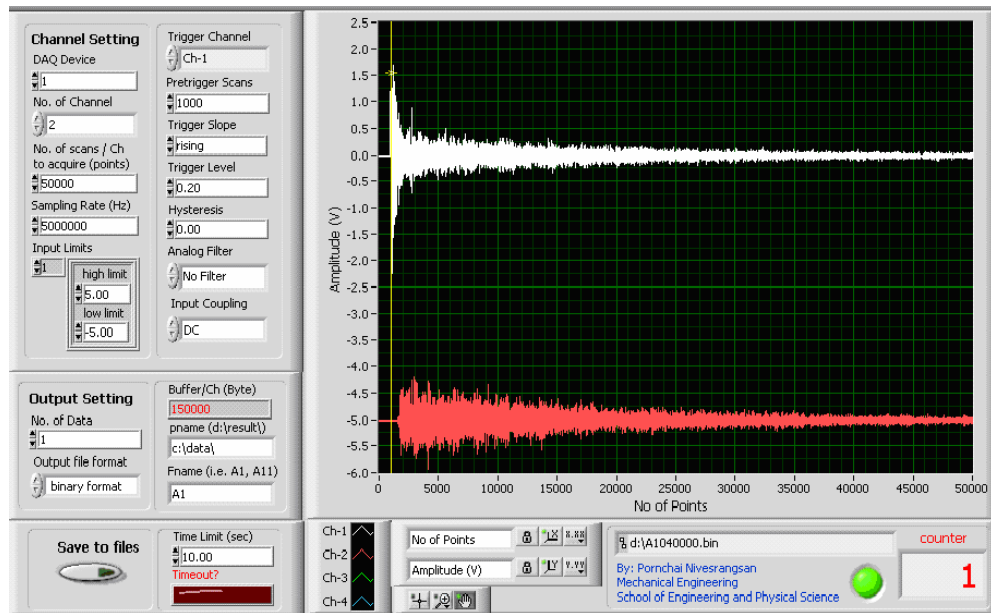 Channel Setting
DAQ Device
1
No. of Channel
2
No. of scans / Ch
to acquire (points)
50000
Sampling Rate (Hz)
5000000
Input Limits
1
high limit
5.00
low limit
-5.00
Trigger Channel
Ch-1
Pretrigger Scans
1000
Trigger Slope
rising
Trigger Level
0.20
Hysteresis
0.00
Analog Filter
No Filter
Input Coupling
DC
Amplitude (V)
2.5
2.0
1.5
1.0
0.5
0.0
-0.5
-1.0
-1.5
-2.0
-2.5
-3.0
-3.5
-4.0
-4.5
-5.0
-5.5
-6.0
0 5000 10000 15000 20000 25000 30000 35000 40000 45000 50000
No of Points
Output Setting
No. of Data
1
Output file format
binary format
Buffer/Ch (Byte)
150000
pname (d:\result\)
c:\data\
Fname (i.e. A1, A11)
A1
Save to files
Time Limit (sec)
10.00
Timeout?
Ch-1
Ch-2
Ch-3
Ch-4
No of Points
X
X.XX
Amplitude (V)
Y
Y.YY
d:\A1040000.bin
By: Pornchai Nivesrangsan
Mechanical Engineering
School of Engineering and Physical Science
counter
1